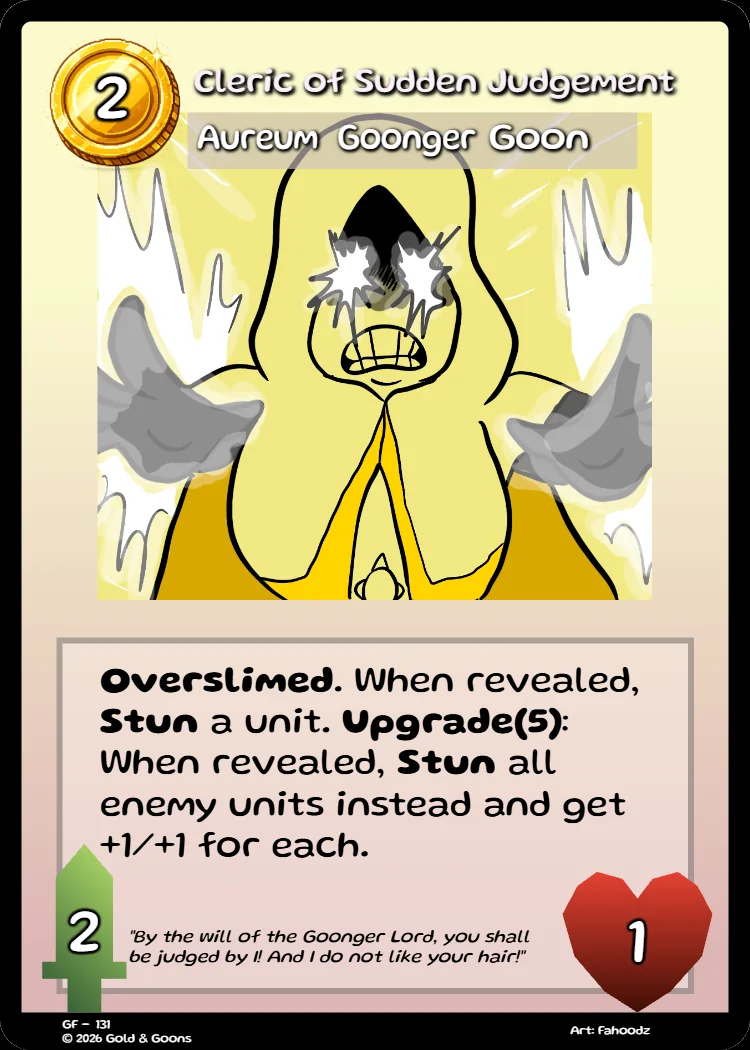 2
Cleric of Sudden Judgement
Aureum Goonger Goon
Overslimed. When revealed,
Stun a unit. Upgrade(5):
When revealed, Stun all
enemy units instead and get
+1/+1 for each.
2
"By the will of the Goonger Lord, you shall
be judged by I! And I do not like your hair!"
1
GF - 131
© 2026 Gold & Goons
Art: Fahoodz